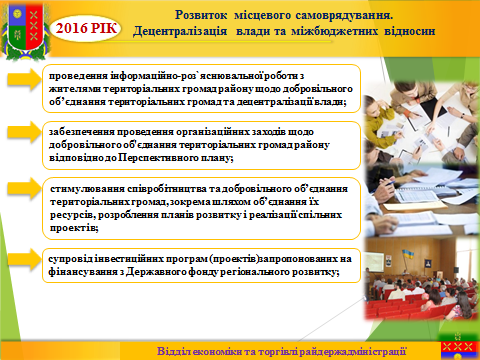 2016 РІК
Розвиток місцевого самоврядування.
Децентралізація влади та міжбюджетних відносин
проведення інформаційно-роз`яснювальної роботи з
жителями територіальних громад району щодо добровільного
об’єднання територіальних громад та децентралізації влади;
забезпечення проведення організаційних заходів щодо
добровільного об'єднання територіальних громад району
відповідно до Перспективного плану;
стимулювання співробітництва та добровільного об’єднання
територіальних громад, зокрема шляхом об’єднання їх
ресурсів, розроблення планів розвитку і реалізації спільних
проектів;
супровід інвестиційних програм (проектів)запропонованих на
фінансування з Державного фонду регіонального розвитку;
Відділ економіки та торгівлі райдержадміністрації